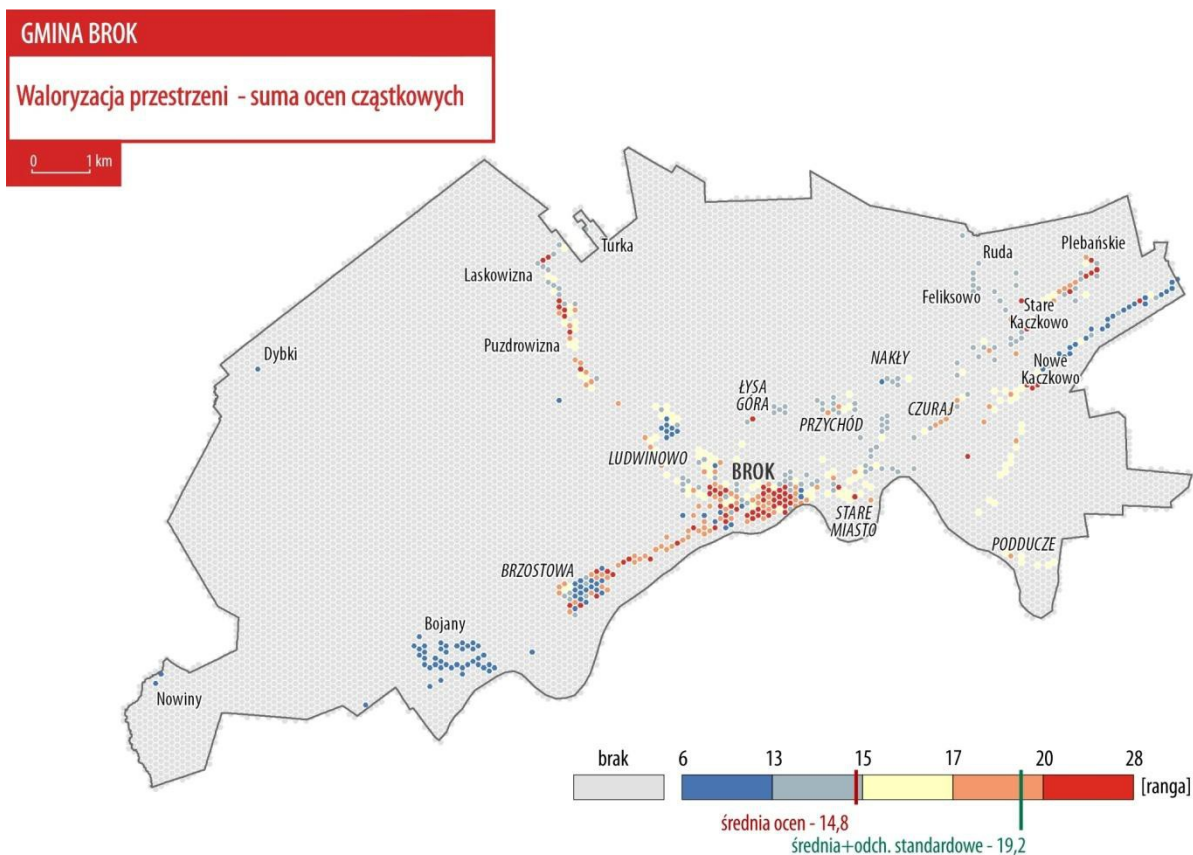 GMINA BROK
Waloryzacja przestrzeni - suma ocen cząstkowych
0 1 km
Turka
Ruda
Plebańskie
Laskowizna
Feliksowo
Stare
Kaczkowo
Puzdrowizna
Dybki
NAKŁY
Nowe
Kaczkowo
ŁYSA
GÓRA
PRZYCHÓD
CZURAJ
LUDWINOWO
BROK
STARE
MIASTO
PODDUCZE
BRZOSTOWA
Bojany
Nowiny
brak 6 13 15 17 20 28
[ranga]
średnia ocen - 14,8
średnia+odch. standardowe - 19,2